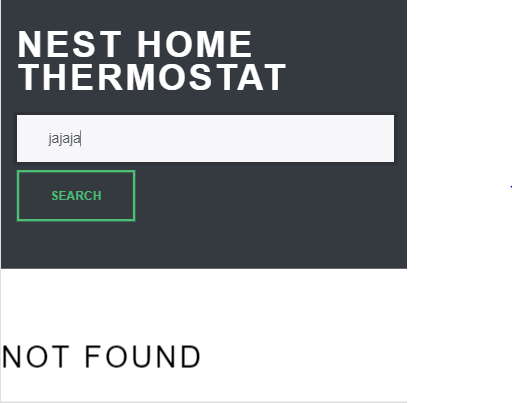 NEST HOME
THERMOSTAT
jajaja
SEARCH
NOT FOUND